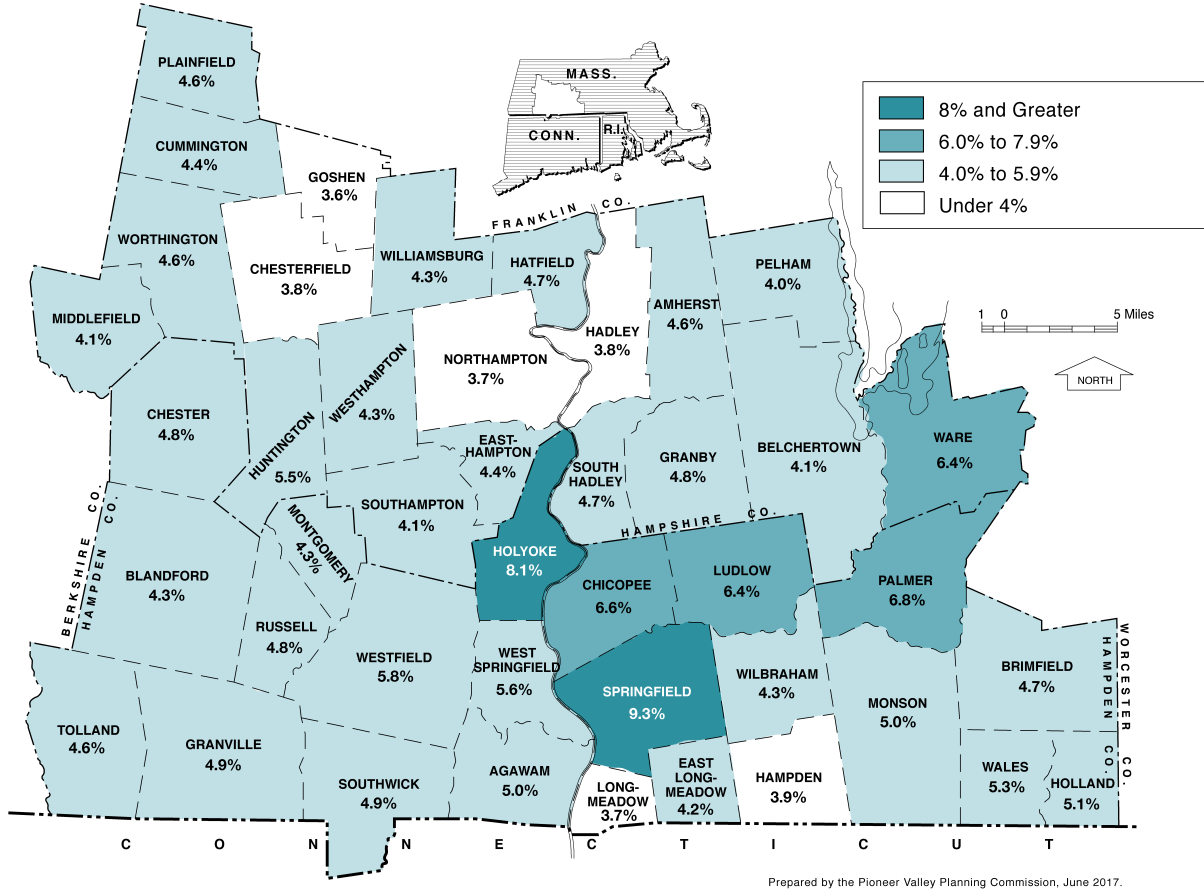 PLAINFIELD
4.6%
CUMMINGTON
4.4%
GOSHEN
3.6%
MASS.
CONN.
R.I.
8% and Greater
6.0% to 7.9%
4.0% to 5.9%
Under 4%
WORTHINGTON
4.6%
CHESTERFIELD
3.8%
WILLIAMSBURG
4.3%
FRANKLIN CO.
HATFIELD
4.7%
PELHAM
4.0%
MIDDLEFIELD
4.1%
AMHERST
4.6%
HADLEY
3.8%
NORTHAMPTON
3.7%
1 0 5 Miles
NORTH
CHESTER
4.8%
HUNTINGTON
5.5%
WESTHAMPTON
4.3%
EAST-
HAMPTON
4.4%
SOUTH
HADLEY
4.7%
GRANBY
4.8%
BELCHERTOWN
4.1%
WARE
6.4%
BERKSHIRE CO.
HAMPDEN CO.
MONTGOMERY
4.3%
SOUTHAMPTON
4.1%
HAMPSHIRE CO.
HOLYOKE
8.1%
CHICOPEE
6.6%
LUDLOW
6.4%
PALMER
6.8%
BLANDFORD
4.3%
RUSSELL
4.8%
WESTFIELD
5.8%
WEST
SPRINGFIELD
5.6%
SPRINGFIELD
9.3%
WILBRAHAM
4.3%
MONSON
5.0%
BRIMFIELD
4.7%
HAMPDEN CO.
WORCESTER CO.
TOLLAND
4.6%
GRANVILLE
4.9%
SOUTHWICK
4.9%
AGAWAM
5.0%
LONG-
MEADOW
3.7%
EAST
LONG-
MEADOW
4.2%
HAMPDEN
3.9%
WALES
5.3%
HOLLAND
5.1%
CONNECTICUT
Prepared by the Pioneer Valley Planning Commission, June 2017.